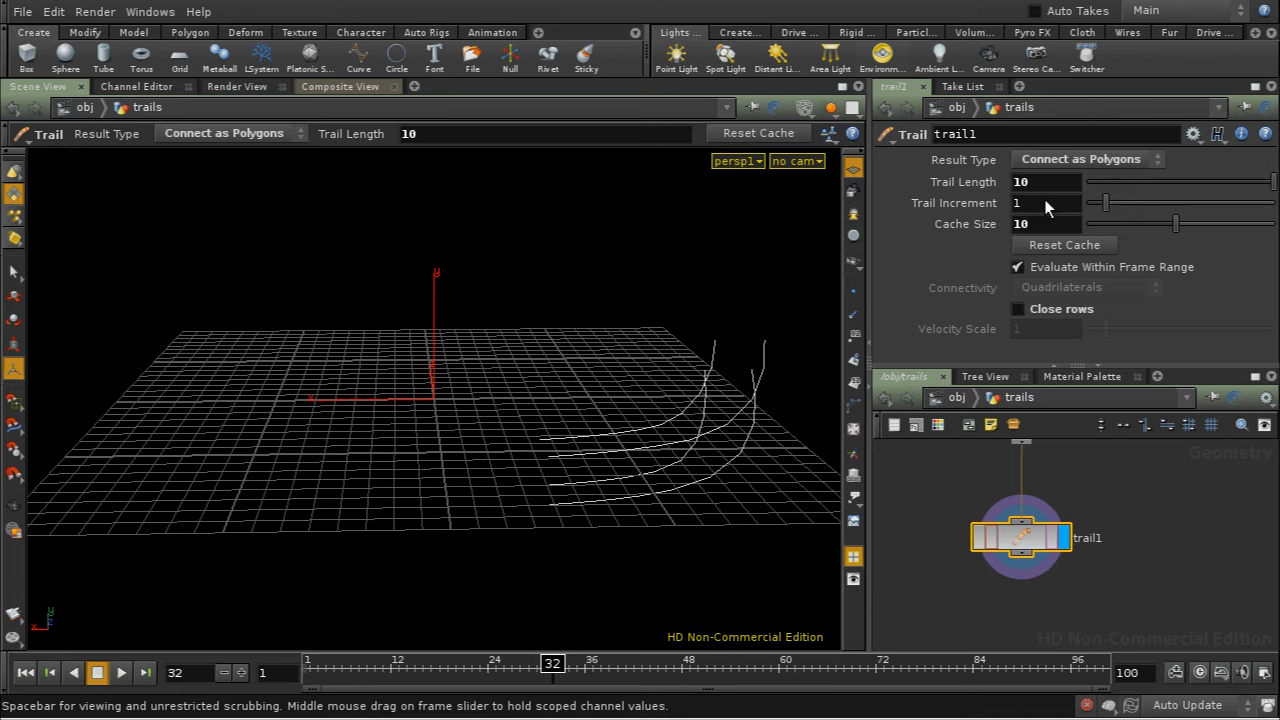 File Edit Render Windows Help Auto Takes Main
Create Modify Model Polygon Deform Texture Character Auto Rigs Animation Lights ... Create... Drive ... Rigid ... Particl... Volum... Pyro FX Cloth Wires Fur Drive ...
Box Sphere Tube Torus Grid Metaball LSystem Platonic S... Curve Circle Font File Null Rivet Sticky Point Light Spot Light Distant Li... Area Light Environm... Ambient L... Camera Stereo Ca... Switcher
Scene View Channel Editor Render View Composite View trail1 Take List
obj trails obj trails
Trail Result Type Connect as Polygons Trail Length 10 Reset Cache Trail trail1
persp1 no cam
Result Type Connect as Polygons
Trail Length 10
Trail Increment 1
Cache Size 10
Reset Cache
Evaluate Within Frame Range
Connectivity Quadrilaterals
Close rows
Velocity Scale 1
/obj/trails Tree View Material Palette
obj trails
Geometry
trail1
HD Non-Commercial Edition HD Non-Commercial Edition
1 12 24 32 36 48 60 72 84 96
32 1 100
Spacebar for viewing and unrestricted scrubbing. Middle mouse drag on frame slider to hold scoped channel values. Auto Update